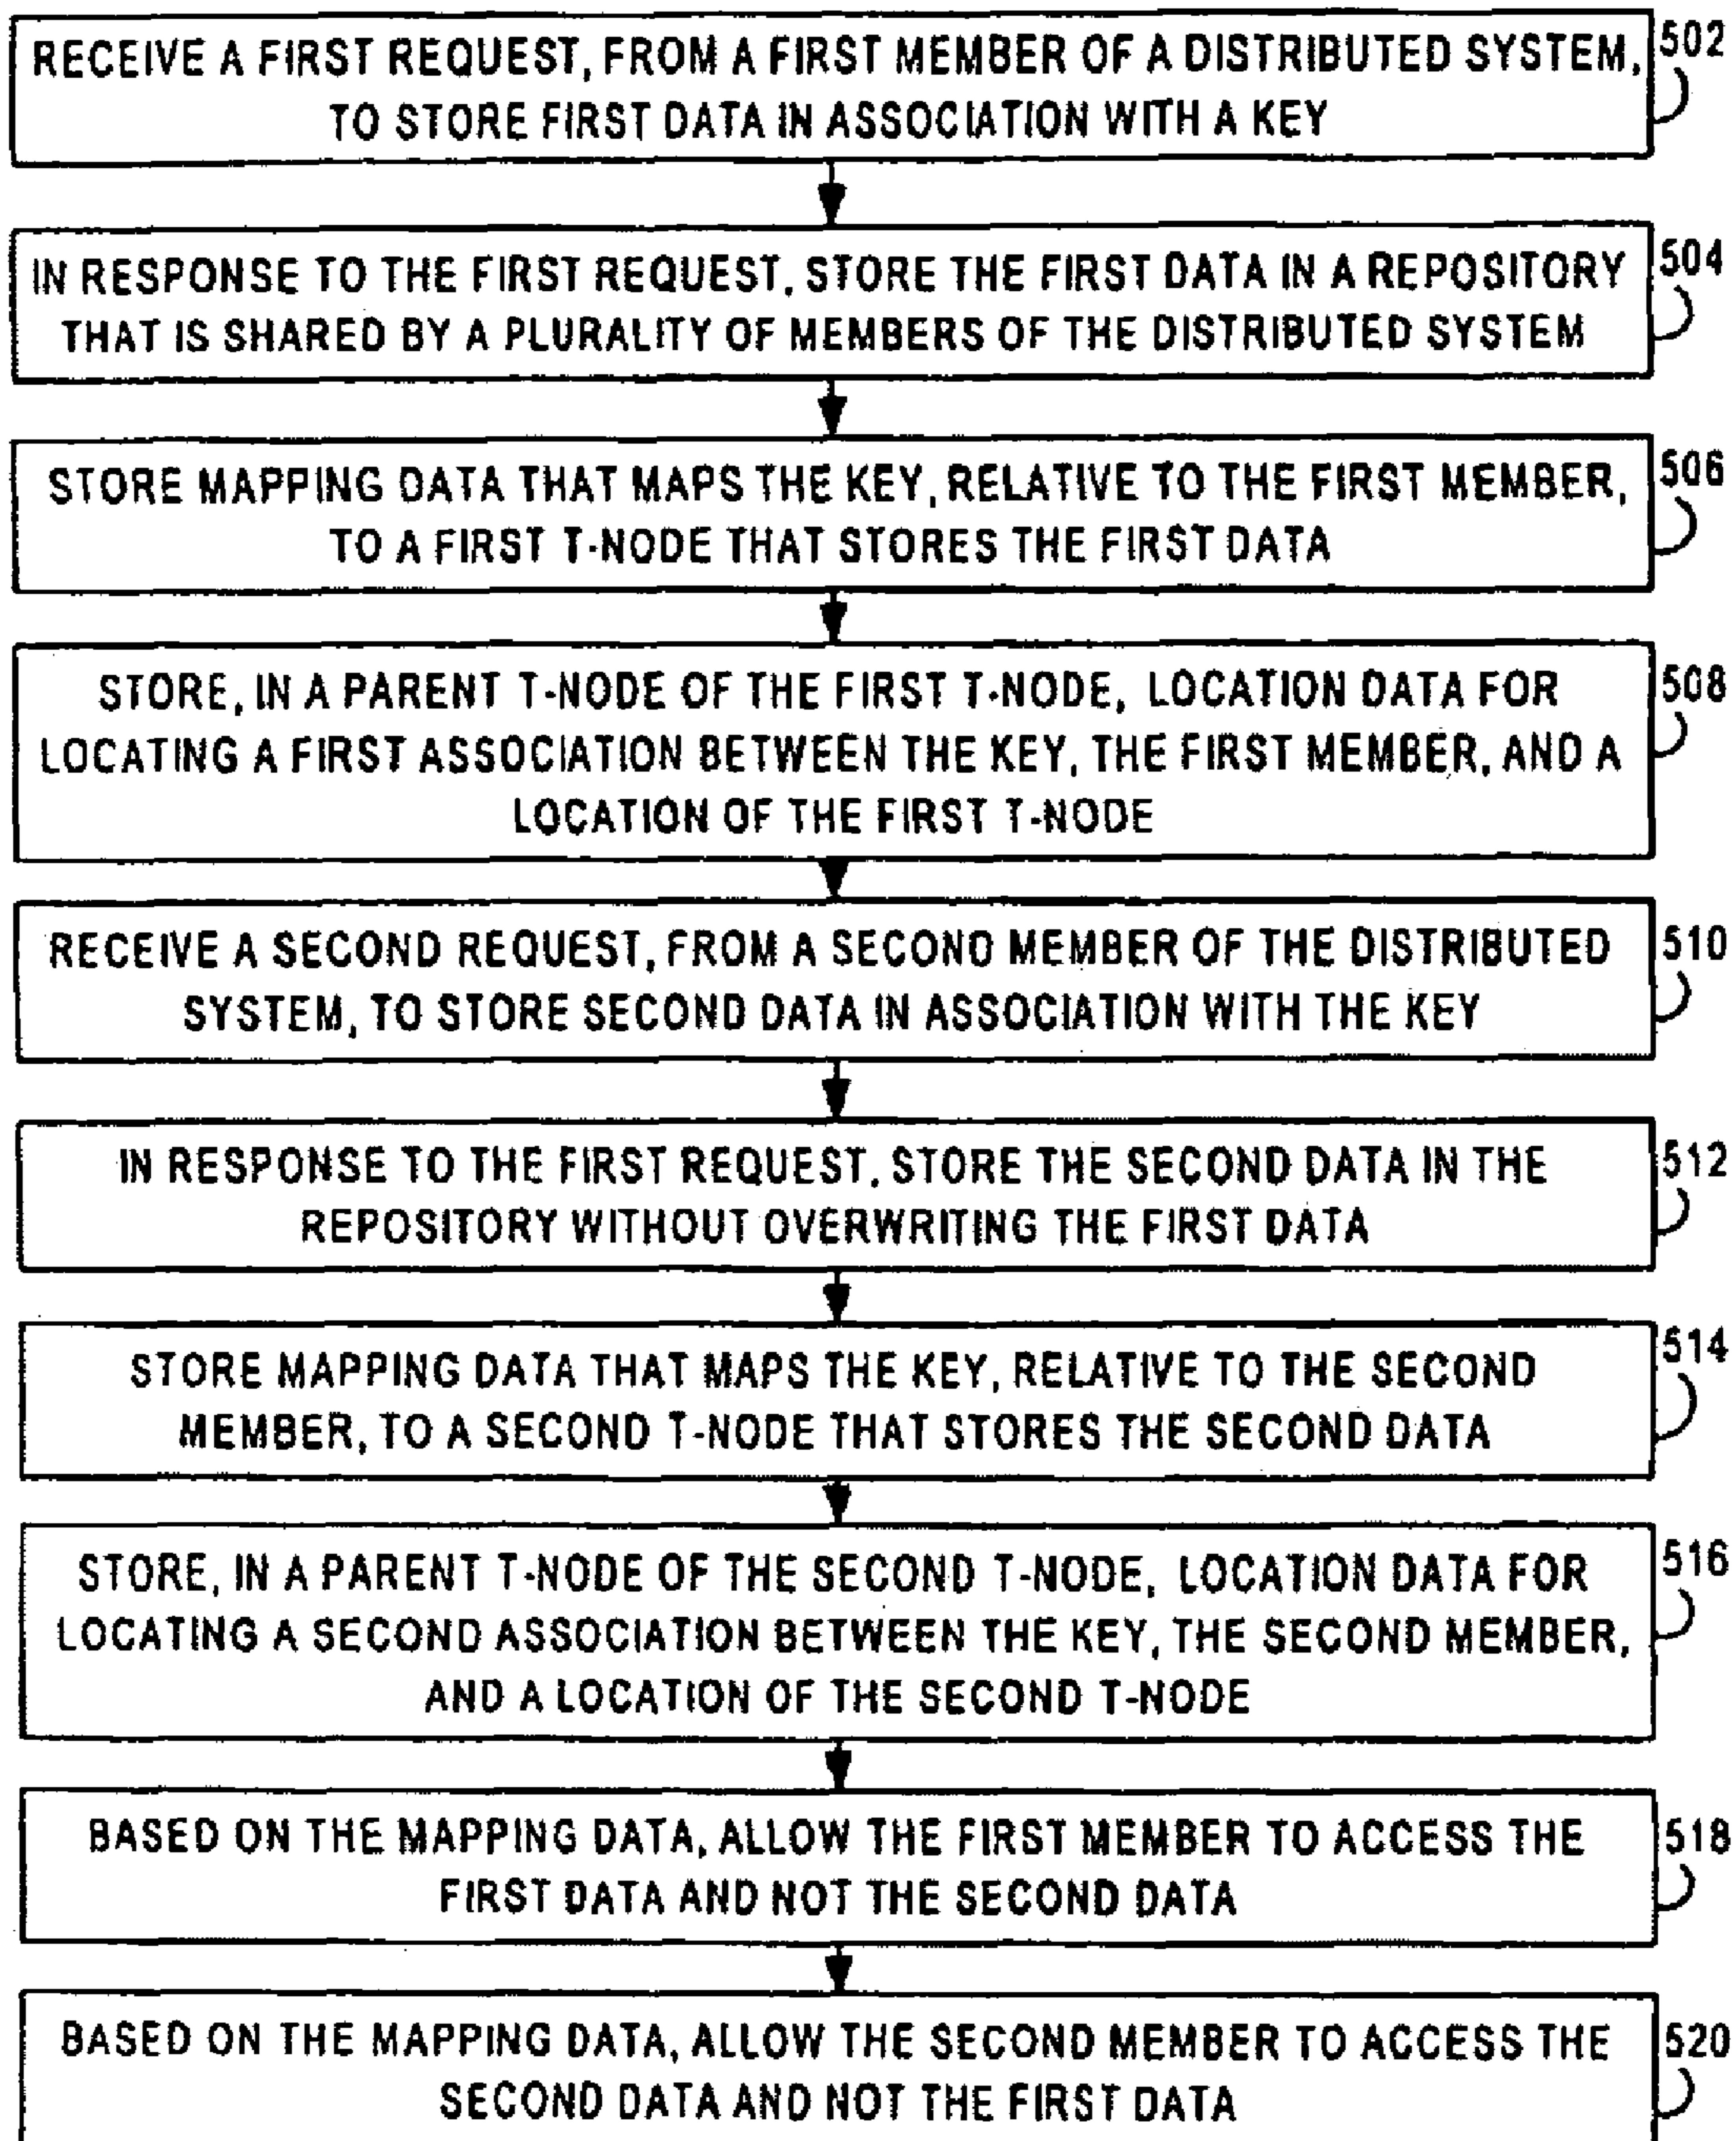 RECEIVE A FIRST REQUEST, FROM A FIRST MEMBER OF A DISTRIBUTED SYSTEM,
TO STORE FIRST DATA IN ASSOCIATION WITH A KEY
502
IN RESPONSE TO THE FIRST REQUEST, STORE THE FIRST DATA IN A REPOSITORY
THAT IS SHARED BY A PLURALITY OF MEMBERS OF THE DISTRIBUTED SYSTEM
504
STORE MAPPING DATA THAT MAPS THE KEY, RELATIVE TO THE FIRST MEMBER,
TO A FIRST T-NODE THAT STORES THE FIRST DATA
506
STORE, IN A PARENT T-NODE OF THE FIRST T-NODE, LOCATION DATA FOR
LOCATING A FIRST ASSOCIATION BETWEEN THE KEY, THE FIRST MEMBER, AND A
LOCATION OF THE FIRST T-NODE
508
RECEIVE A SECOND REQUEST, FROM A SECOND MEMBER OF THE DISTRIBUTED
SYSTEM, TO STORE SECOND DATA IN ASSOCIATION WITH THE KEY
510
IN RESPONSE TO THE FIRST REQUEST, STORE THE SECOND DATA IN THE
REPOSITORY WITHOUT OVERWRITING THE FIRST DATA
512
STORE MAPPING DATA THAT MAPS THE KEY, RELATIVE TO THE SECOND
MEMBER, TO A SECOND T-NODE THAT STORES THE SECOND DATA
514
STORE, IN A PARENT T-NODE OF THE SECOND T-NODE, LOCATION DATA FOR
LOCATING A SECOND ASSOCIATION BETWEEN THE KEY, THE SECOND MEMBER,
AND A LOCATION OF THE SECOND T-NODE
516
BASED ON THE MAPPING DATA, ALLOW THE FIRST MEMBER TO ACCESS THE
FIRST DATA AND NOT THE SECOND DATA
518
BASED ON THE MAPPING DATA, ALLOW THE SECOND MEMBER TO ACCESS THE
SECOND DATA AND NOT THE FIRST DATA
520